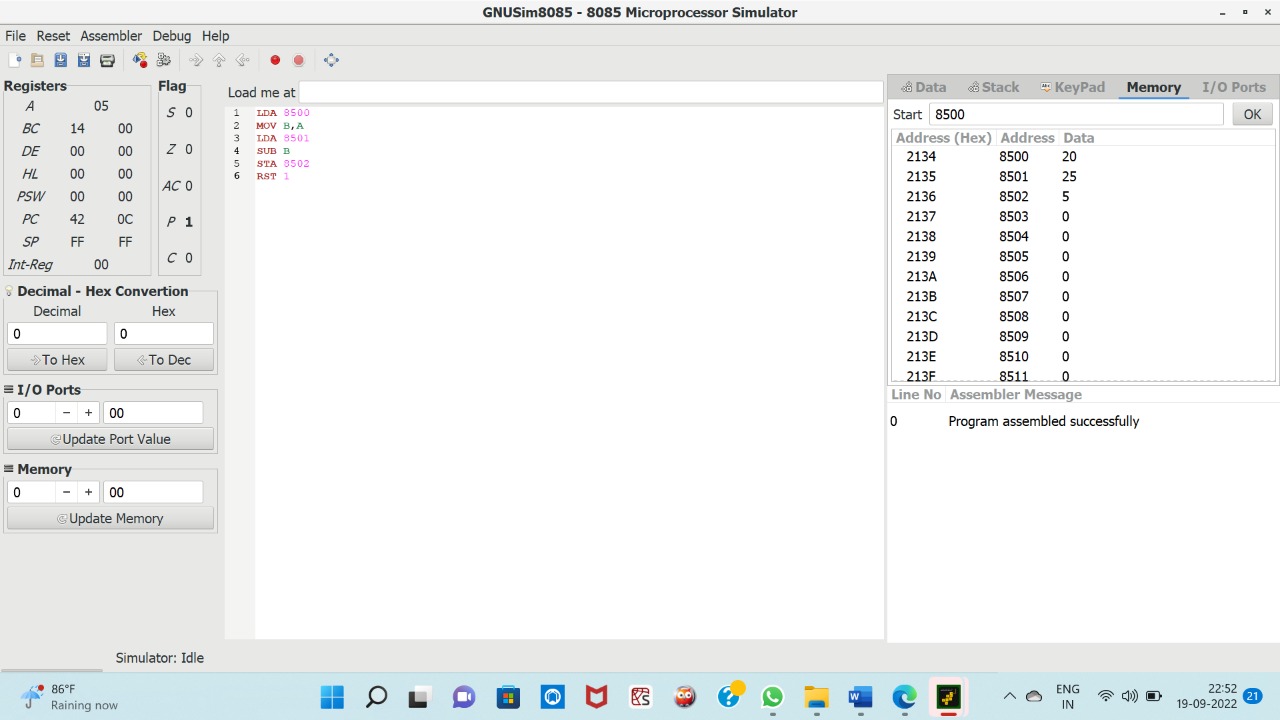 GNUSim8085 - 8085 Microprocessor Simulator
File Reset Assembler Debug Help
Registers
A 05
BC 14 00
DE 00 00
HL 00 00
PSW 00 00
PC 42 0C
SP FF FF
Int-Reg 00
Flag
S 0
Z 0
AC 0
P 1
C 0
Decimal - Hex Convertion
Decimal Hex
0 0
To Hex To Dec
I/O Ports
0 − + 00
Update Port Value
Memory
0 − + 00
Update Memory
Load me at
1 LDA 8500
2 MOV B,A
3 LDA 8501
4 SUB B
5 STA 8502
6 RST 1
Data Stack KeyPad Memory I/O Ports
Start 8500 OK
Address (Hex) Address Data
2134 8500 20
2135 8501 25
2136 8502 5
2137 8503 0
2138 8504 0
2139 8505 0
213A 8506 0
213B 8507 0
213C 8508 0
213D 8509 0
213E 8510 0
213F 8511 0
Line No Assembler Message
0 Program assembled successfully
Simulator: Idle
86°F
Raining now
ENG
IN
22:52
19-09-2022
21